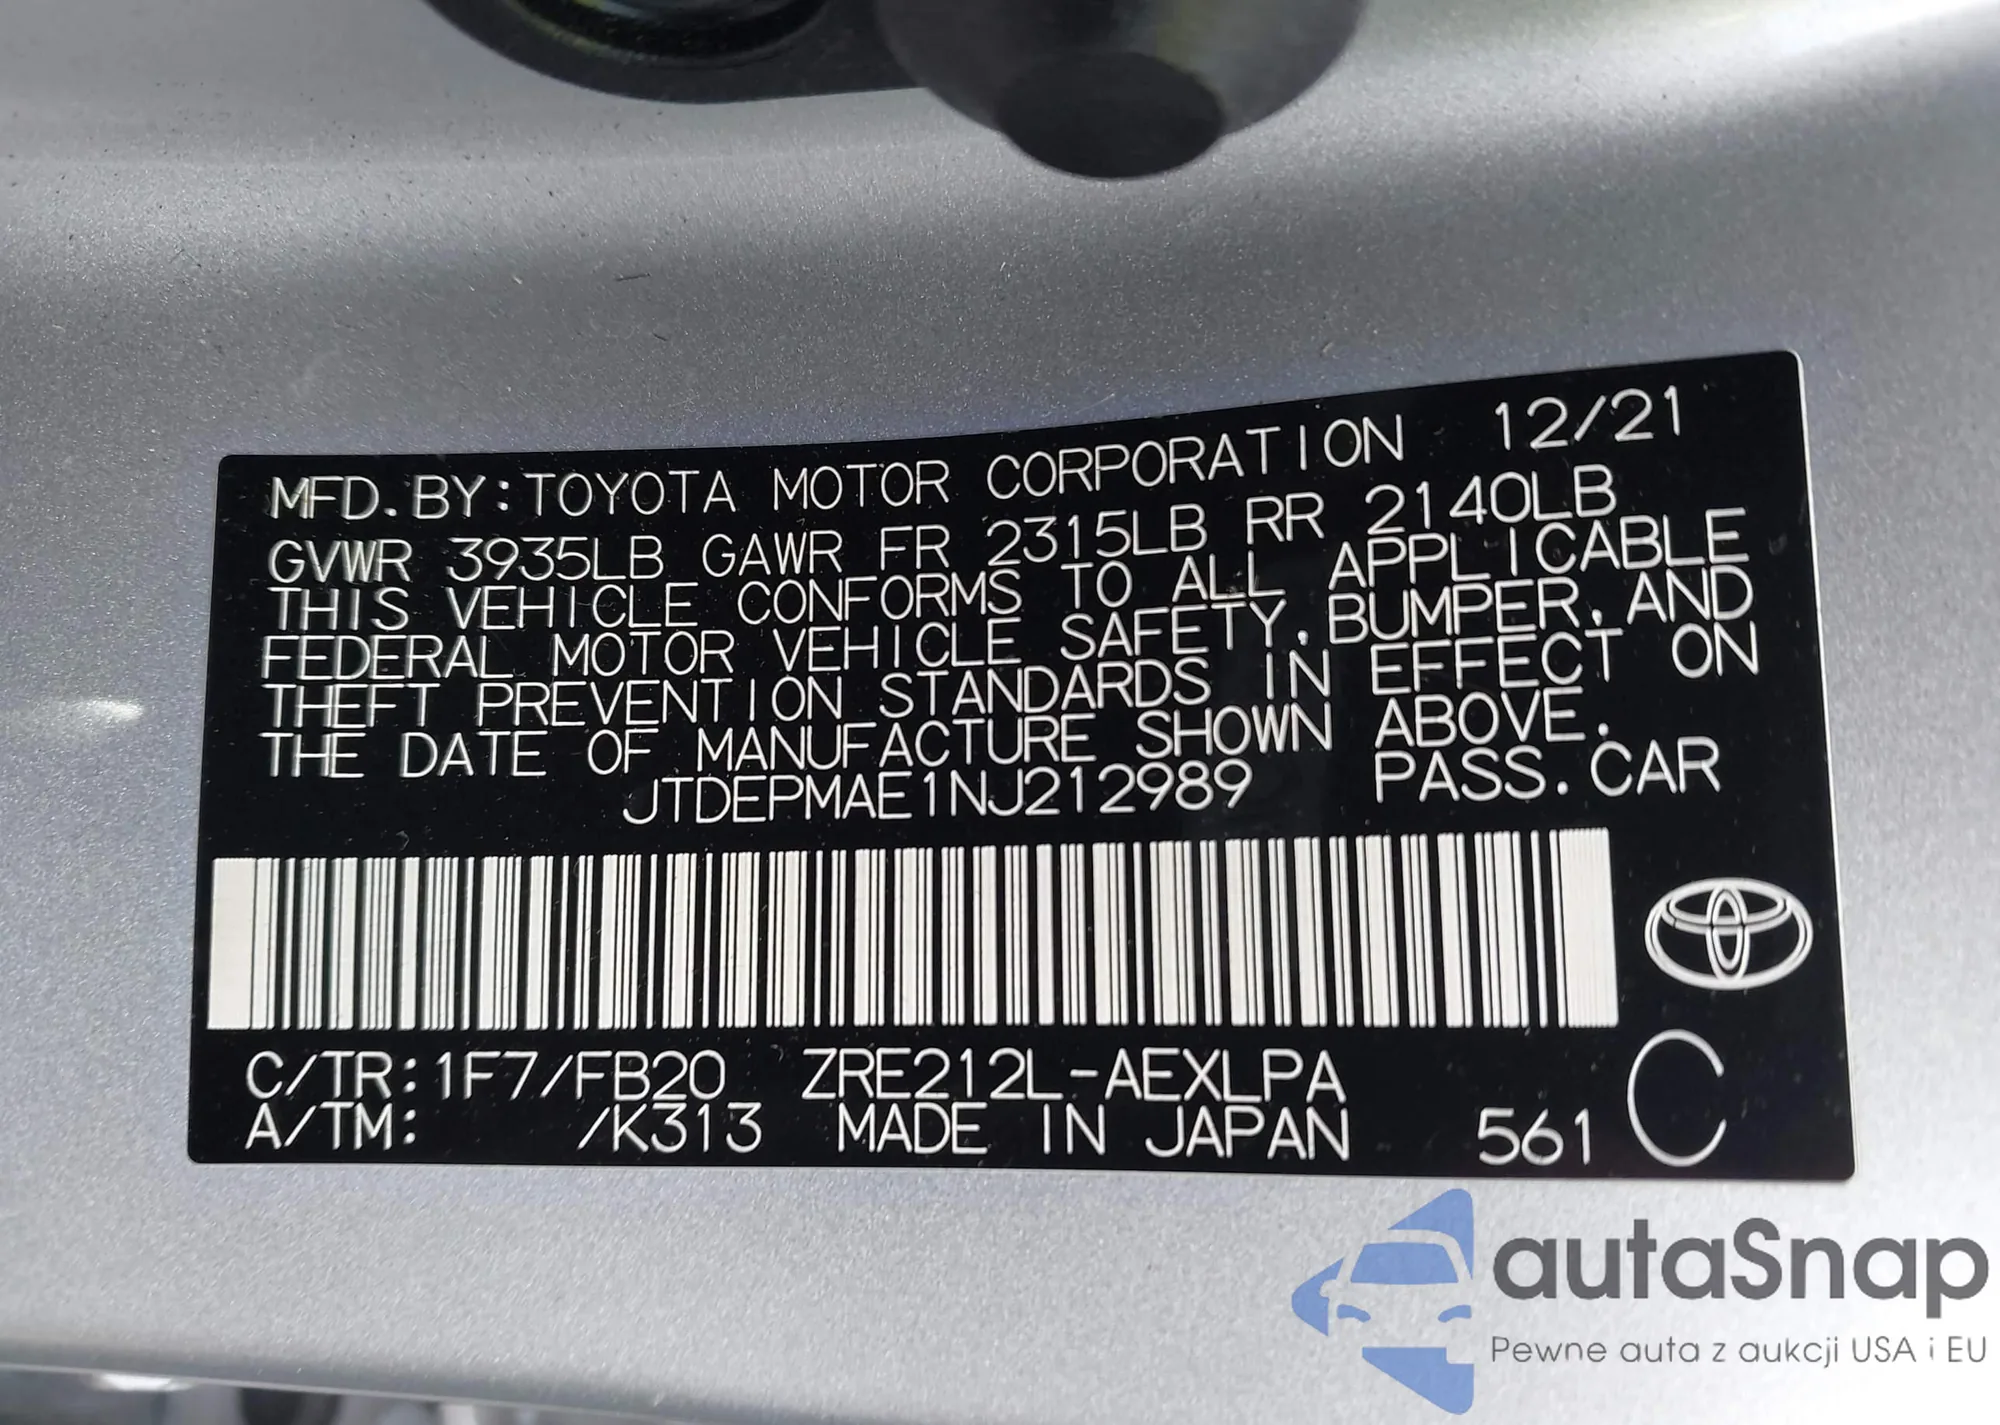 MFD. BY: TOYOTA MOTOR CORPORATION 12/21
GVWR 3935LB GAWR FR 2315LB RR 2140LB
THIS VEHICLE CONFORMS TO ALL APPLICABLE
FEDERAL MOTOR VEHICLE SAFETY, BUMPER, AND
THEFT PREVENTION STANDARDS IN EFFECT ON
THE DATE OF MANUFACTURE SHOWN ABOVE.
JTDEPMAE1NJ212989 PASS. CAR
C/TR: 1F7/FB20 ZRE212L-AEXLPA
A/TM: /K313 MADE IN JAPAN 561 C
autaSnap
Pewne auta z aukcji USA i EU